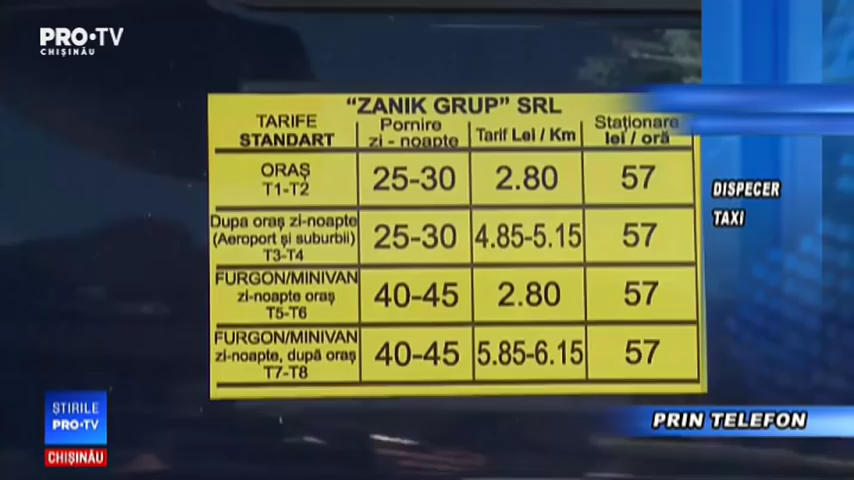 PRO•TV
CHIȘINĂU
"ZANIK GRUP" SRL
TARIFE
STANDART
Pornire
zi - noapte
Tarif Lei / Km
Staționare
lei / oră
ORAȘ
T1-T2
25-30
2.80
57
Dupa oraș zi-noapte
(Aeroport și suburbii)
T3-T4
25-30
4.85-5.15
57
FURGON/MINIVAN
zi-noapte oraș
T5-T6
40-45
2.80
57
FURGON/MINIVAN
zi-noapte, după oraș
T7-T8
40-45
5.85-6.15
57
DISPECER
TAXI
PRIN TELEFON
ȘTIRILE
PRO•TV
CHIȘINĂU